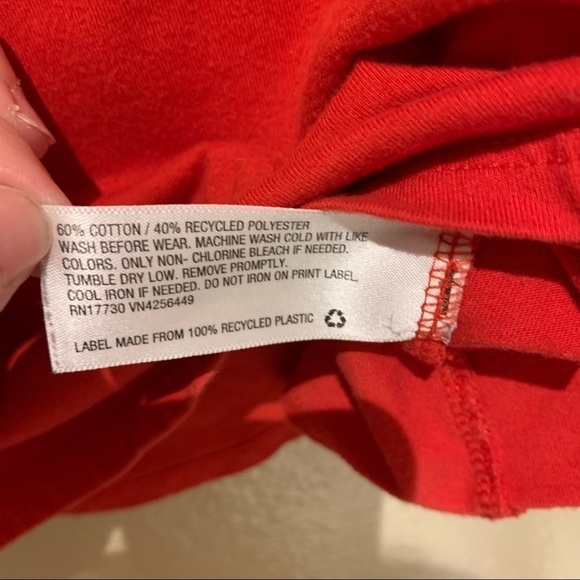 60% COTTON / 40% RECYCLED POLYESTER
WASH BEFORE WEAR. MACHINE WASH COLD WITH LIKE
COLORS. ONLY NON- CHLORINE BLEACH IF NEEDED.
TUMBLE DRY LOW. REMOVE PROMPTLY.
COOL IRON IF NEEDED. DO NOT IRON ON PRINT LABEL.
RN17730 VN4256449
LABEL MADE FROM 100% RECYCLED PLASTIC